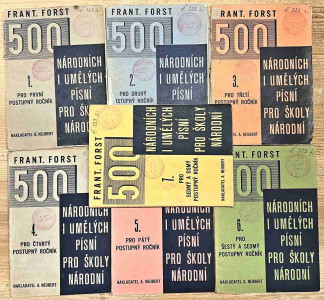 FRANT. FORST
500
NÁRODNÍCH
I UMĚLÝCH
PÍSNÍ
PRO ŠKOLY
NÁRODNÍ
1.
PRO PRVNÍ
POSTUPNÝ ROČNÍK
NAKLADATEL A. NEUBERT
FRANT. FORST
500
NÁRODNÍCH
I UMĚLÝCH
PÍSNÍ
PRO ŠKOLY
NÁRODNÍ
2.
PRO DRUHÝ
POSTUPNÝ ROČNÍK
FRANT. FORST
500
NÁRODNÍCH
I UMĚLÝCH
PÍSNÍ
PRO ŠKOLY
NÁRODNÍ
3.
PRO TŘETÍ
POSTUPNÝ ROČNÍK
NAKLADATEL A. NEUBERT
FRANT. FORST
500
NÁRODNÍCH
I UMĚLÝCH
PÍSNÍ
PRO ŠKOLY
NÁRODNÍ
7.
PRO
SEDMÝ A OSMÝ
POSTUPNÝ ROČNÍK
NAKLADATEL A. NEUBERT
FRANT. FORST
500
NÁRODNÍCH
I UMĚLÝCH
PÍSNÍ
PRO ŠKOLY
NÁRODNÍ
4.
PRO ČTVRTÝ
POSTUPNÝ ROČNÍK
NAKLADATEL A. NEUBERT
NÁRODNÍCH
I UMĚLÝCH
PÍSNÍ
PRO ŠKOLY
NÁRODNÍ
5.
PRO PÁTÝ
POSTUPNÝ ROČNÍK
NAKLADATEL A. NEUBERT
500
NÁRODNÍCH
I UMĚLÝCH
PÍSNÍ
PRO ŠKOLY
NÁRODNÍ
6.
PRO
ŠESTÝ A SEDMÝ
POSTUPNÝ ROČNÍK
NAKLADATEL A. NEUBERT